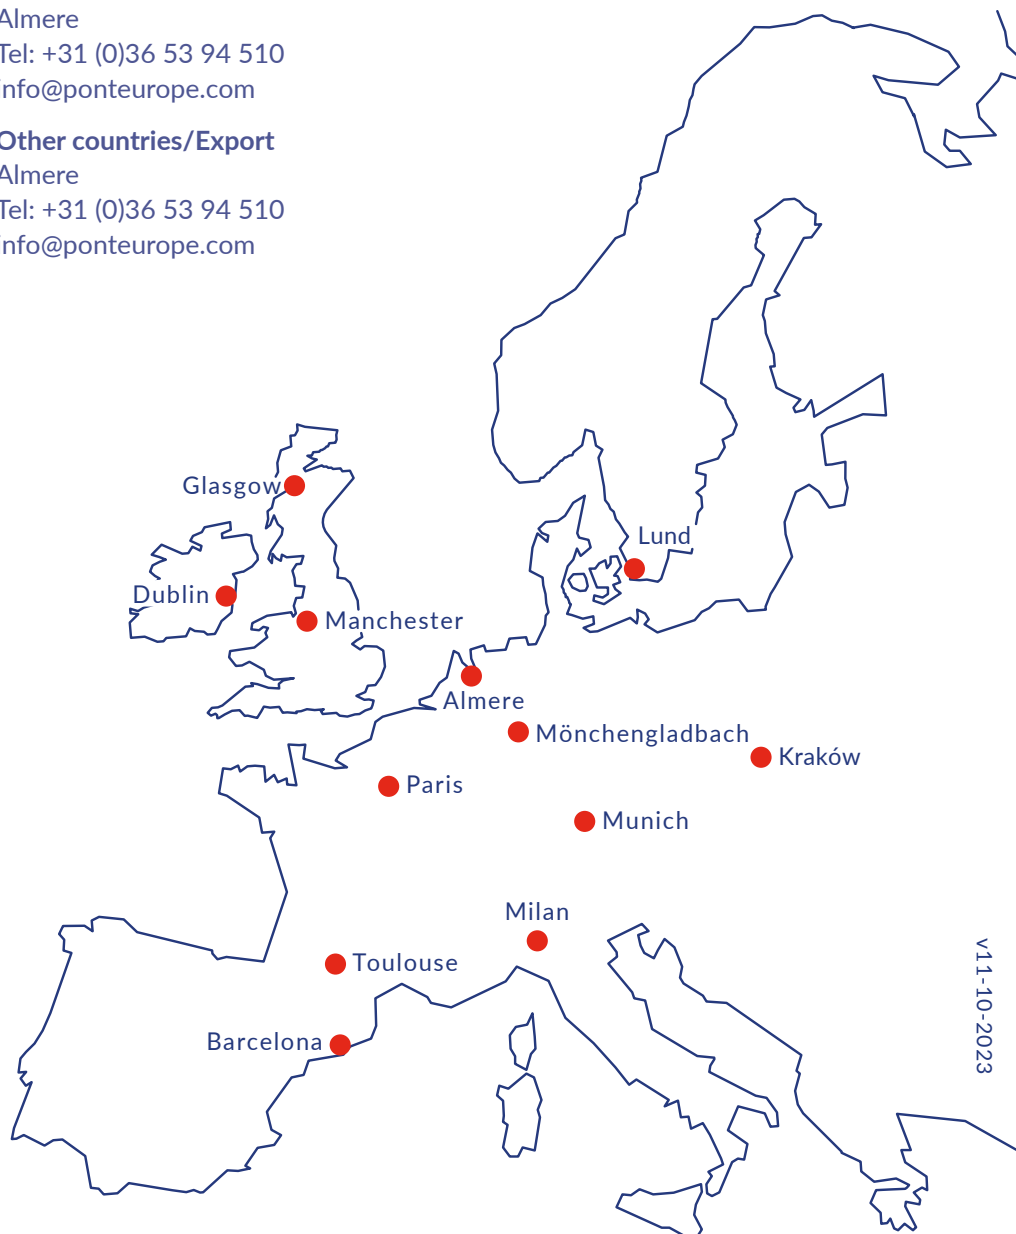 Almere
Tel: +31 (0)36 53 94 510
info@ponteurope.com
Other countries/Export
Almere
Tel: +31 (0)36 53 94 510
info@ponteurope.com
Glasgow
Lund
Dublin
Manchester
Almere
Mönchengladbach
Kraków
Paris
Munich
Milan
Toulouse
Barcelona
v11-10-2023